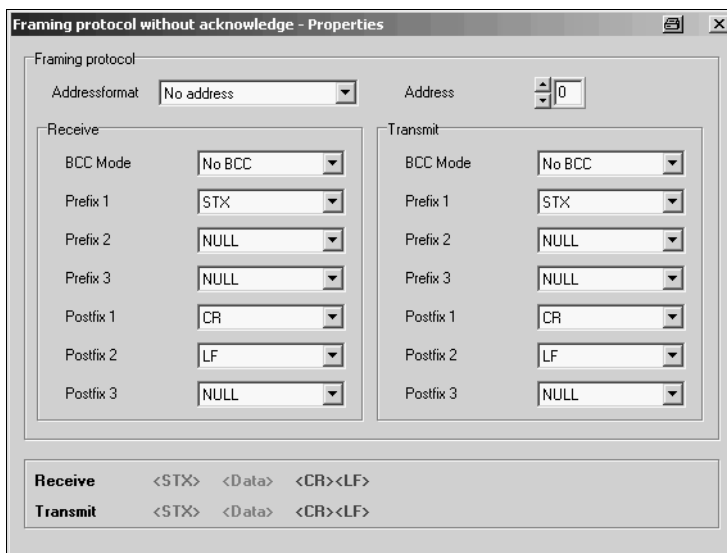 Framing protocol without acknowledge - Properties
Framing protocol
Addressformat No address Address 0
Receive Transmit
BCC Mode No BCC BCC Mode No BCC
Prefix 1 STX Prefix 1 STX
Prefix 2 NULL Prefix 2 NULL
Prefix 3 NULL Prefix 3 NULL
Postfix 1 CR Postfix 1 CR
Postfix 2 LF Postfix 2 LF
Postfix 3 NULL Postfix 3 NULL
Receive <STX> <Data> <CR><LF>
Transmit <STX> <Data> <CR><LF>